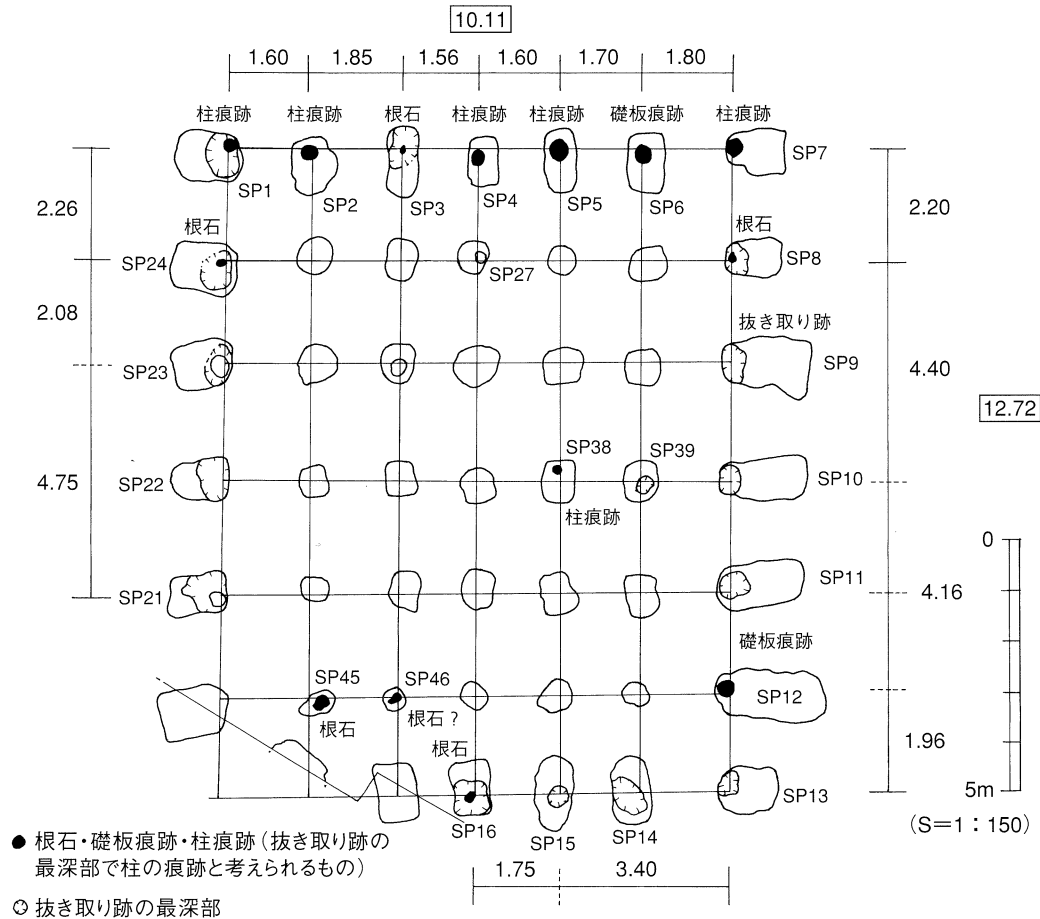 10.11
1.60 1.85 1.56 1.60 1.70 1.80
柱痕跡 柱痕跡 根石 柱痕跡 柱痕跡 礎板痕跡 柱痕跡
SP1 SP2 SP3 SP4 SP5 SP6 SP7
2.26 2.20
根石 根石
SP24 SP27 SP8
2.08
抜き取り跡
SP23 SP9
4.40
12.72
SP38 SP39
4.75 SP22 SP10
柱痕跡
0
SP21 SP11
4.16
礎板痕跡
SP45 SP46 SP12
根石 根石?
根石
1.96
5m
SP16 SP15 SP14 SP13
(S=1:150)
●根石・礎板痕跡・柱痕跡(抜き取り跡の
最深部で柱の痕跡と考えられるもの)
1.75 3.40
抜き取り跡の最深部